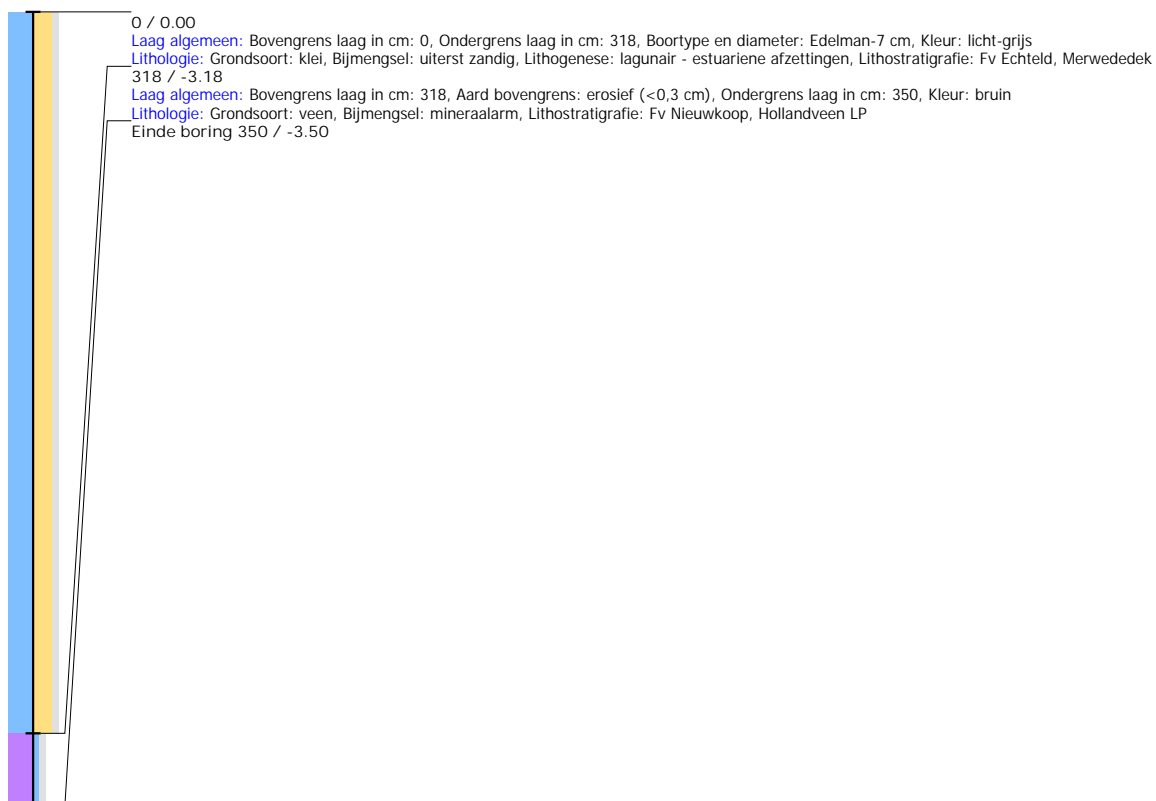 0 / 0.00
Laag algemeen: Bovengrens laag in cm: 0, Ondergrens laag in cm: 318, Boortype en diameter: Edelman-7 cm, Kleur: licht-grijs
Lithologie: Grondsoort: klei, Bijmengsel: uiterst zandig, Lithogenese: lagunair - estuariene afzettingen, Lithostratigrafie: Fv Echteld, Merwededek
318 / -3.18
Laag algemeen: Bovengrens laag in cm: 318, Aard bovengrens: erosief (<0,3 cm), Ondergrens laag in cm: 350, Kleur: bruin
Lithologie: Grondsoort: veen, Bijmengsel: mineraalarm, Lithostratigrafie: Fv Nieuwkoop, Hollandveen LP
Einde boring 350 / -3.50